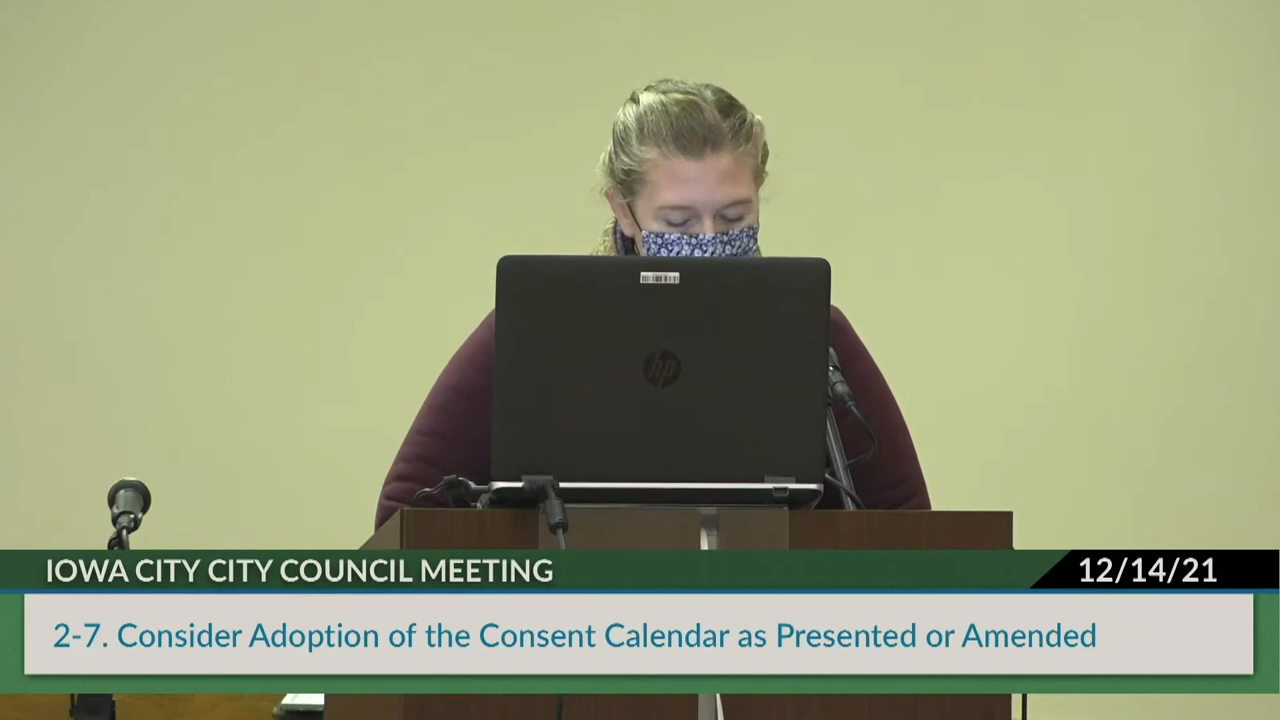 hp
IOWA CITY CITY COUNCIL MEETING
12/14/21
2-7. Consider Adoption of the Consent Calendar as Presented or Amended